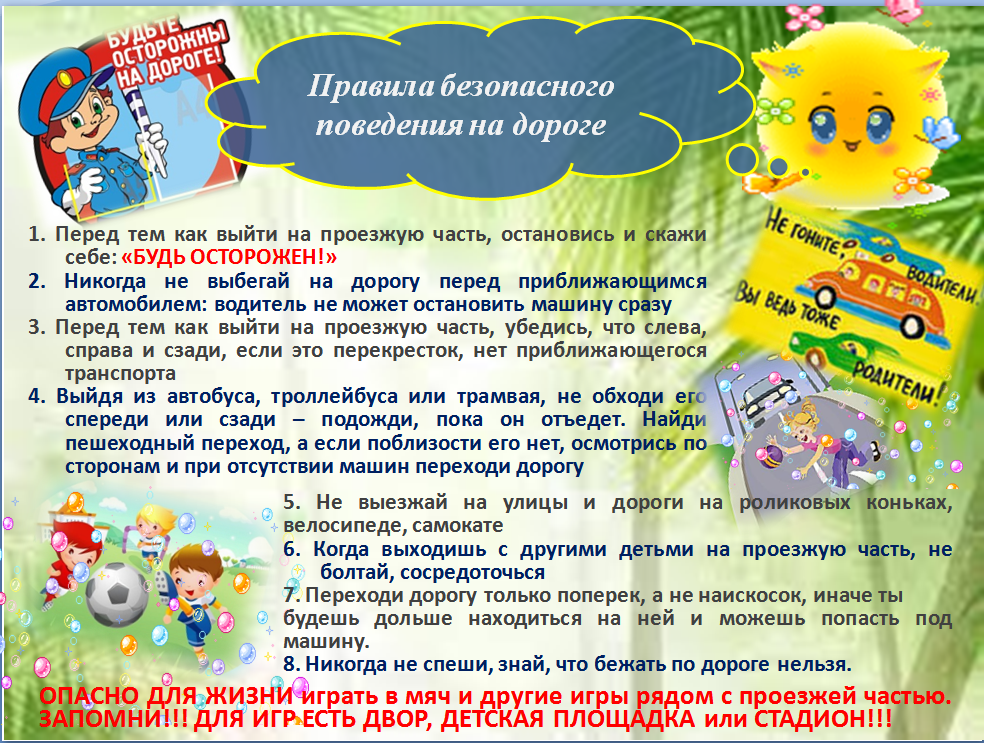 БУДЬТЕ
ОСТОРОЖНЫ
НА ДОРОГЕ!
Правила безопасного
поведения на дороге
НЕ ГОНИТЕ,
ВОДИТЕЛИ.
ВЫ ВЕДЬ ТОЖЕ
РОДИТЕЛИ!
1. Перед тем как выйти на проезжую часть, остановись и скажи
себе: «БУДЬ ОСТОРОЖЕН!»
2. Никогда не выбегай на дорогу перед приближающимся
автомобилем: водитель не может остановить машину сразу
3. Перед тем как выйти на проезжую часть, убедись, что слева,
справа и сзади, если это перекресток, нет приближающегося
транспорта
4. Выйдя из автобуса, троллейбуса или трамвая, не обходи его
спереди или сзади – подожди, пока он отъедет. Найди
пешеходный переход, а если поблизости его нет, осмотрись по
сторонам и при отсутствии машин переходи дорогу
5. Не выезжай на улицы и дороги на роликовых коньках,
велосипеде, самокате
6. Когда выходишь с другими детьми на проезжую часть, не
болтай, сосредоточься
7. Переходи дорогу только поперек, а не наискосок, иначе ты
будешь дольше находиться на ней и можешь попасть под
машину.
8. Никогда не спеши, знай, что бежать по дороге нельзя.
ОПАСНО ДЛЯ ЖИЗНИ играть в мяч и другие игры рядом с проезжей частью.
ЗАПОМНИ!!! ДЛЯ ИГР ЕСТЬ ДВОР, ДЕТСКАЯ ПЛОЩАДКА или СТАДИОН!!!